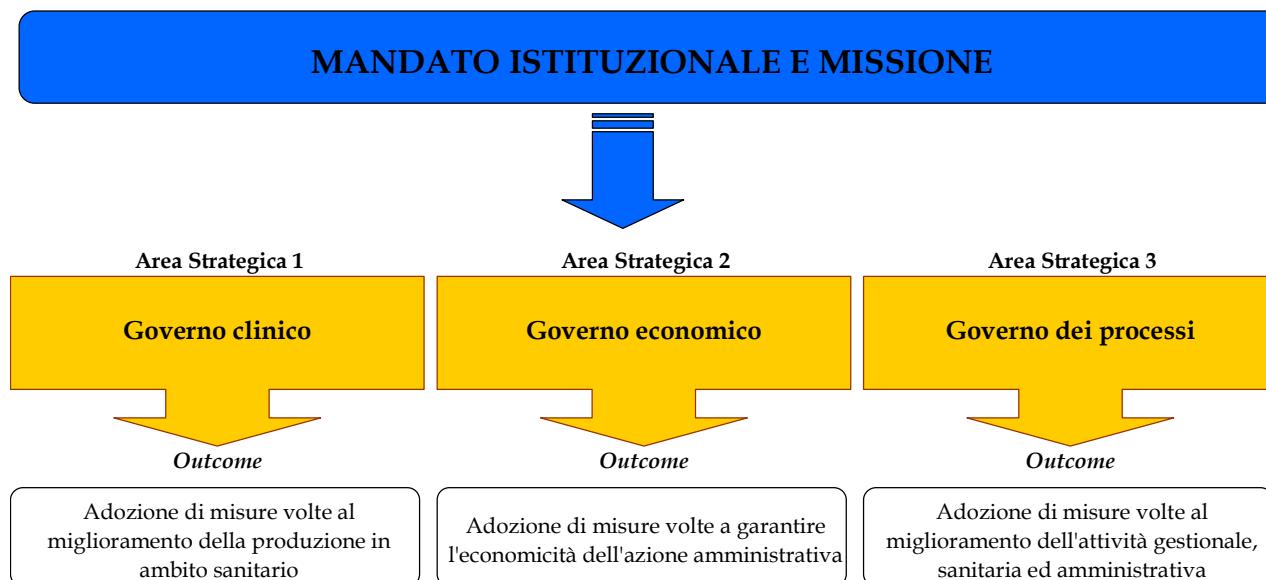 MANDATO ISTITUZIONALE E MISSIONE
Area Strategica 1
Governo clinico
Outcome
Adozione di misure volte al
miglioramento della produzione in
ambito sanitario
Area Strategica 2
Governo economico
Outcome
Adozione di misure volte a garantire
l'economicità dell'azione amministrativa
Area Strategica 3
Governo dei processi
Outcome
Adozione di misure volte al
miglioramento dell'attività gestionale,
sanitaria ed amministrativa